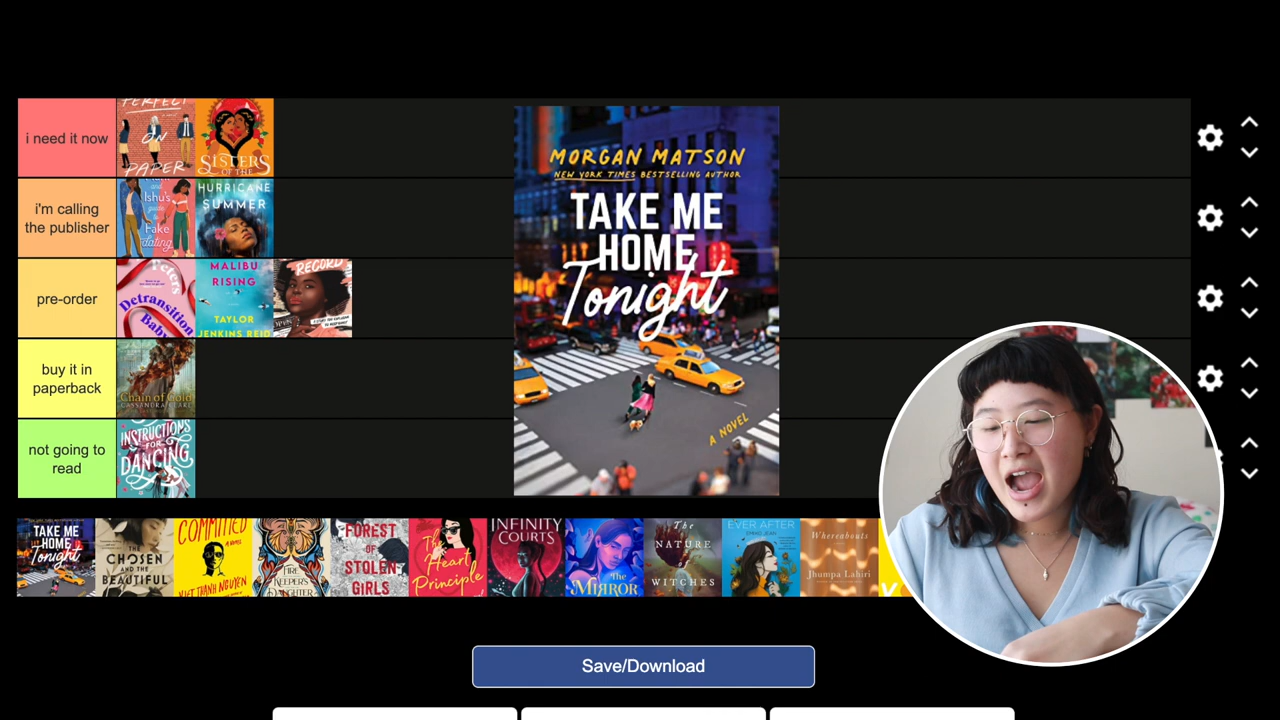 i need it now
PERFECT
ON
PAPER
SISTERS
OF THE
i'm calling
the publisher
Ishu's
guide to
Fake
dating
HURRICANE
SUMMER
pre-order
Peters
Detransition
Baby
MALIBU
RISING
TAYLOR
JENKINS REID
RECORD
buy it in
paperback
Chain of Gold
CASSANDRA CLARE
not going to
read
INSTRUCTIONS
FOR
DANCING
MORGAN MATSON
NEW YORK TIMES BESTSELLING AUTHOR
TAKE ME
HOME
Tonight
A NOVEL
TAKE ME
HOME
Tonight
THE
CHOSEN
AND THE
BEAUTIFUL
COMMITTED
A NOVEL
VIET THANH NGUYEN
FIRE
KEEPER'S
DAUGHTER
FOREST
OF
STOLEN
GIRLS
The
Heart
Principle
INFINITY
COURTS
The
MIRROR
The
NATURE
of
WITCHES
EVER AFTER
Whereabouts
Jhumpa Lahiri
Save/Download